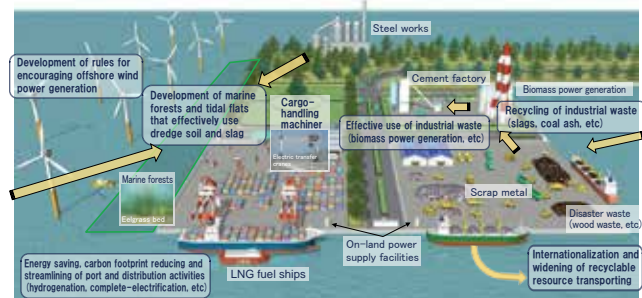 Steel works
Development of rules for
encouraging offshore wind
power generation
Development of marine
forests and tidal flats
that effectively use
dredge soil and slag
Cargo-
handling
machiner
Electric transfer
cranes
Cement factory
Biomass power generation
Effective use of industrial waste
(biomass power generation, etc)
Recycling of industrial waste
(slags, coal ash, etc)
Marine forests
Eelgrass bed
Scrap metal
Disaster waste
(wood waste, etc)
Energy saving, carbon footprint reducing and
streamlining of port and distribution activities
(hydrogenation, complete-electrification, etc)
LNG fuel ships
On-land power
supply facilities
Internationalization and
widening of recyclable
resource transporting